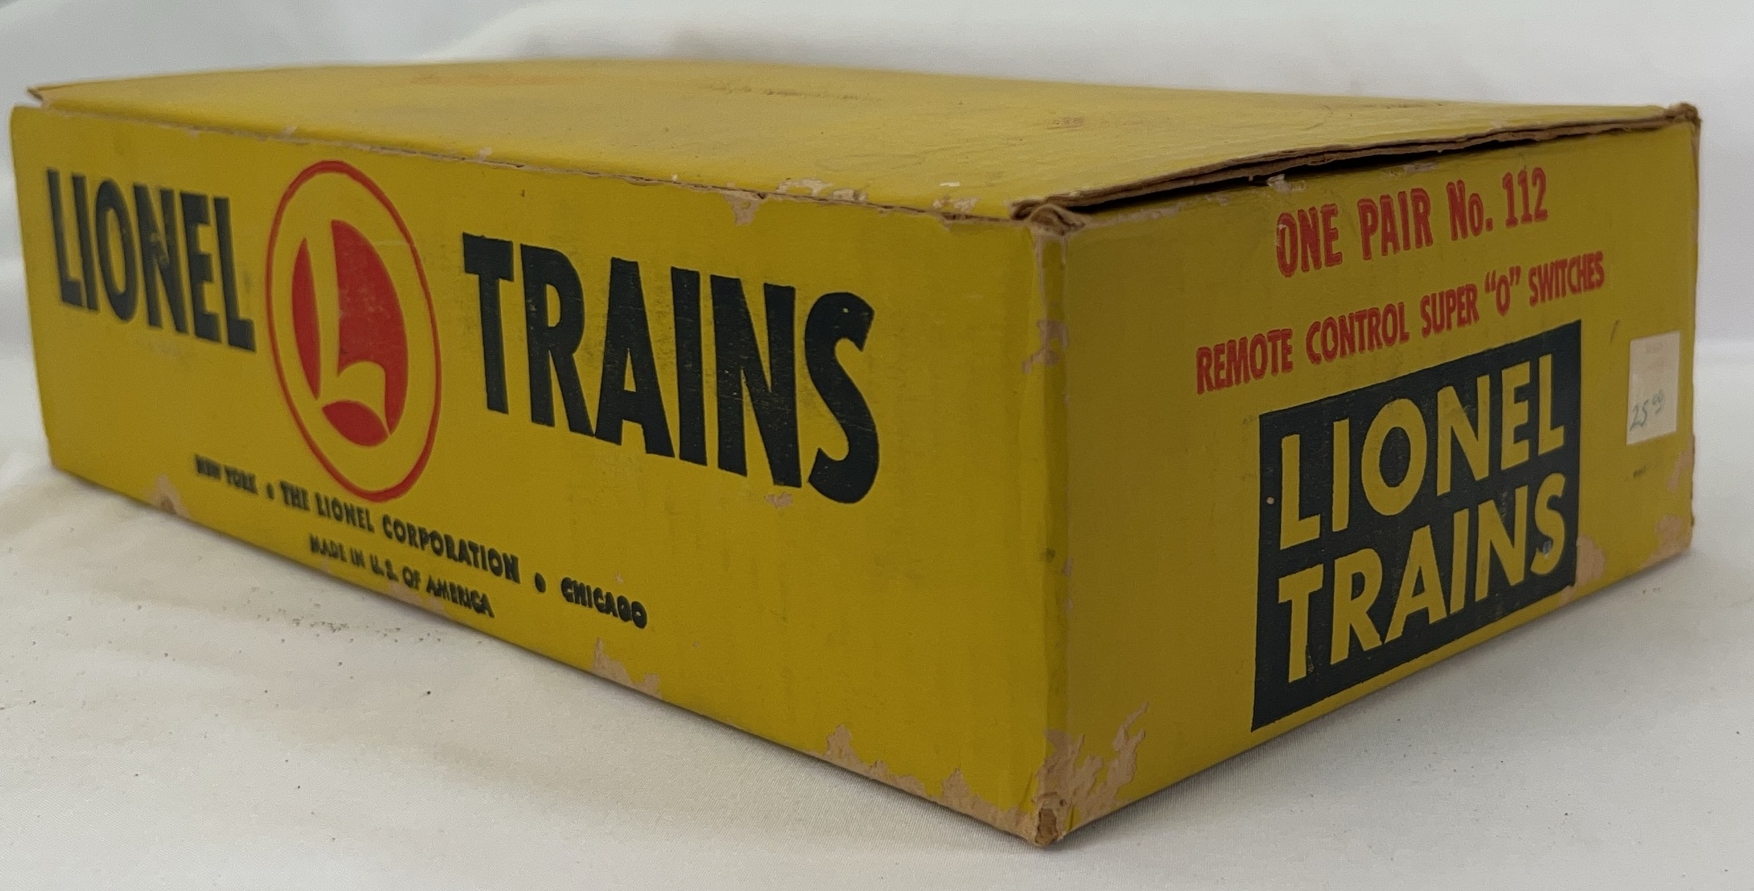 LIONEL L TRAINS
NEW YORK • THE LIONEL CORPORATION • CHICAGO
MADE IN U.S. OF AMERICA
ONE PAIR No. 112
REMOTE CONTROL SUPER "O" SWITCHES
LIONEL
TRAINS
25.00